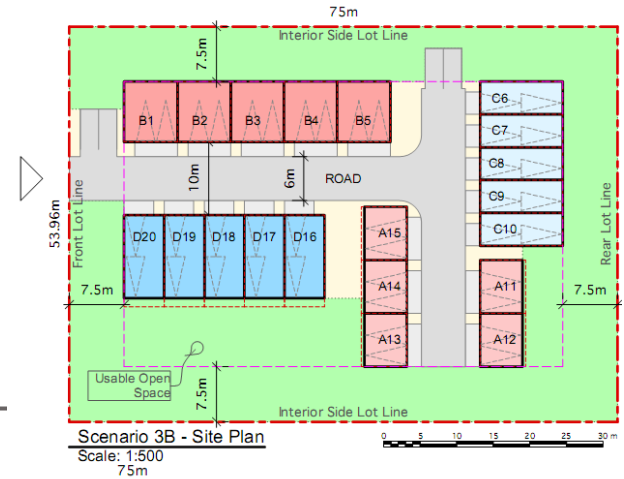 75m
Interior Side Lot Line
7.5m
B1 B2 B3 B4 B5
C6
C7
C8
C9
C10
10m
6m
ROAD
53.96m
Front Lot Line
Rear Lot Line
D20 D19 D18 D17 D16
A15
A14
A13
A11
A12
7.5m
7.5m
Usable Open
Space
7.5m
Interior Side Lot Line
Scenario 3B - Site Plan
Scale: 1:500
75m
0 5 10 15 20 25 30 m